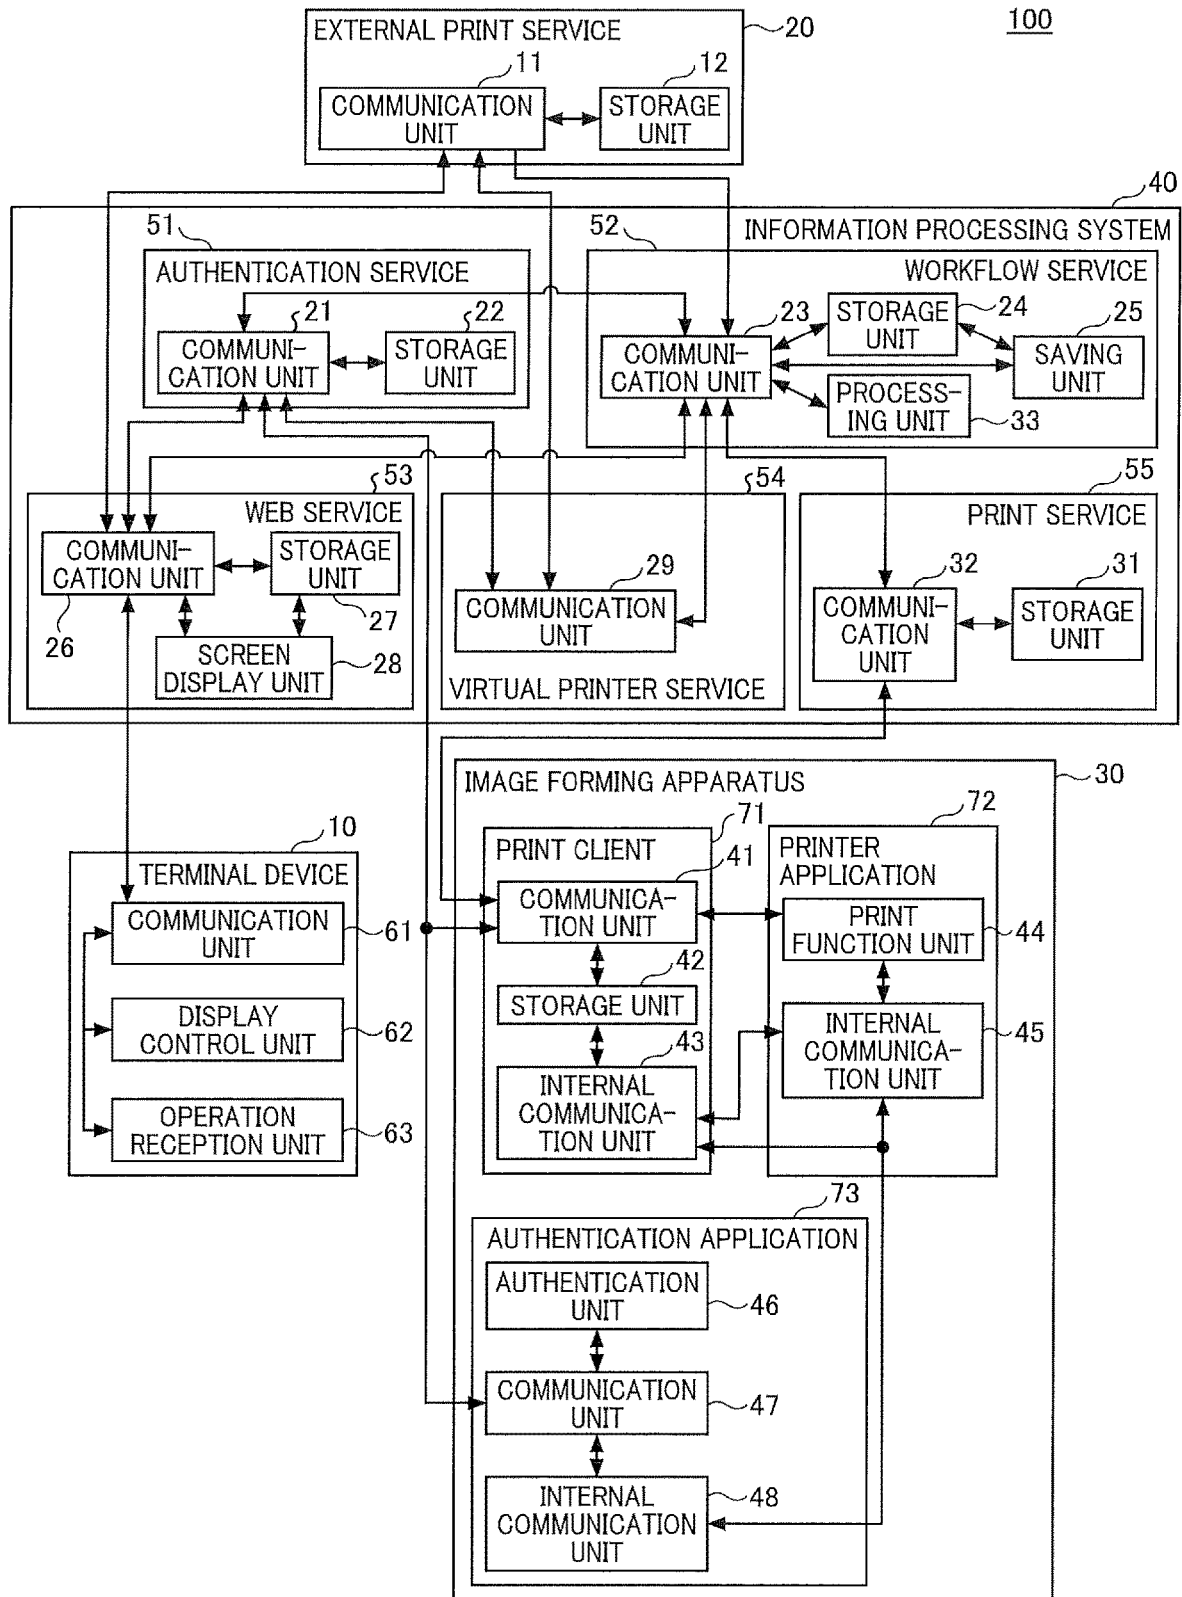 100
EXTERNAL PRINT SERVICE
20
11
12
COMMUNICATION
UNIT
STORAGE
UNIT
40
INFORMATION PROCESSING SYSTEM
51
AUTHENTICATION SERVICE
21
22
COMMUNI-
CATION UNIT
STORAGE
UNIT
52
WORKFLOW SERVICE
23
24
25
COMMUNI-
CATION UNIT
STORAGE
UNIT
SAVING
UNIT
PROCESS-
ING UNIT
33
53
WEB SERVICE
COMMUNI-
CATION UNIT
STORAGE
UNIT
26
27
SCREEN
DISPLAY UNIT
28
54
29
COMMUNICATION
UNIT
VIRTUAL PRINTER SERVICE
55
PRINT SERVICE
32
31
COMMUNI-
CATION
UNIT
STORAGE
UNIT
10
TERMINAL DEVICE
COMMUNICATION
UNIT
61
DISPLAY
CONTROL UNIT
62
OPERATION
RECEPTION UNIT
63
30
IMAGE FORMING APPARATUS
71
PRINT CLIENT
41
COMMUNICA-
TION UNIT
42
STORAGE UNIT
43
INTERNAL
COMMUNICA-
TION UNIT
72
PRINTER
APPLICATION
PRINT
FUNCTION UNIT
44
INTERNAL
COMMUNICA-
TION UNIT
45
73
AUTHENTICATION APPLICATION
AUTHENTICATION
UNIT
46
COMMUNICATION
UNIT
47
INTERNAL
COMMUNICATION
UNIT
48